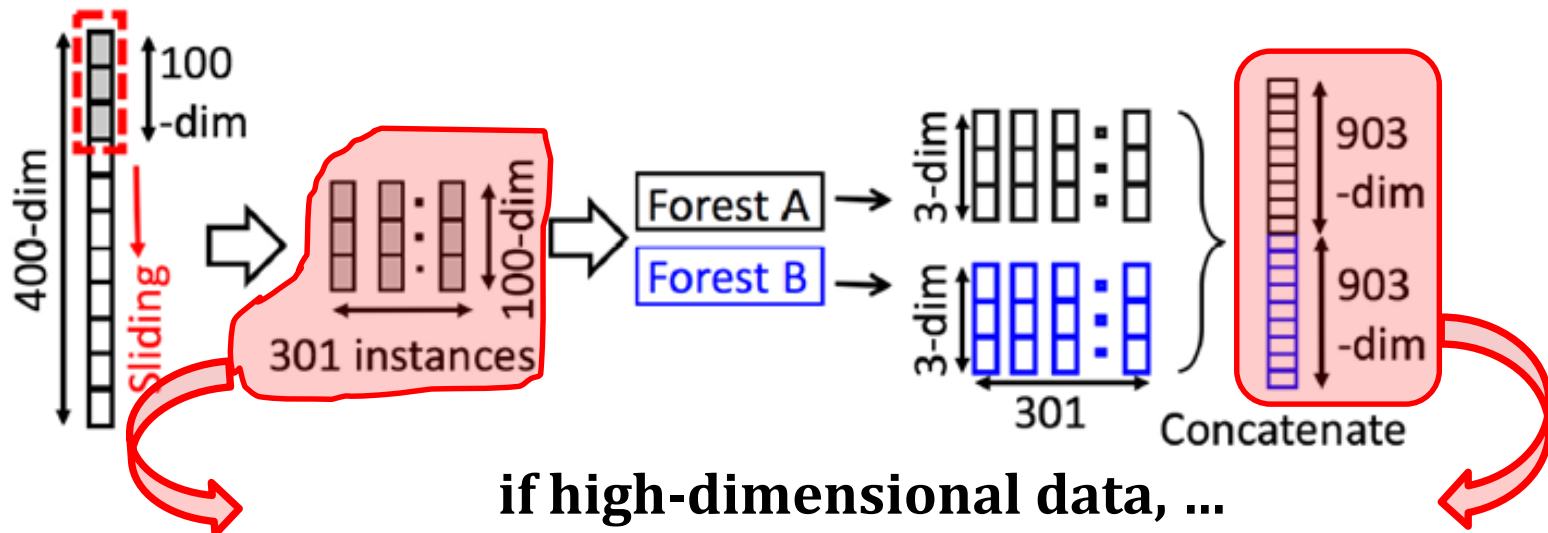 400-dim
100
-dim
Sliding
100-dim
301 instances
Forest A
Forest B
3-dim
3-dim
301
903
-dim
903
-dim
Concatenate
if high-dimensional data, ...